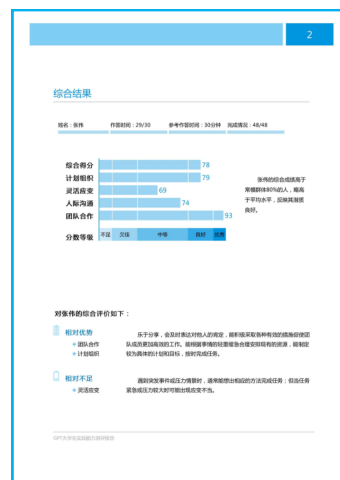 2
综合结果
姓名：张伟 作答时间：29/30 参考作答时间：30分钟 完成情况：48/48
综合得分 78
计划组织 79
灵活应变 69
人际沟通 74
团队合作 93
分数等级 不足 欠佳 中等 良好 优秀
张伟的综合成绩高于
常模群体80%的人，略高
于平均水平，反映其潜质
良好。
对张伟的综合评价如下：
相对优势
+ 团队合作
+ 计划组织
乐于分享，会及时表达对他人的肯定，能积极采取各种有效的措施促使团
队成员更加高效的工作。能根据事情的轻重缓急合理安排现有的资源，能制定
较为具体的计划和目标，按时完成任务。
相对不足
+ 灵活应变
遇到突发事件或压力情景时，通常能想出相应的方法完成任务；但当任务
紧急或压力较大时可能出现应变不当。